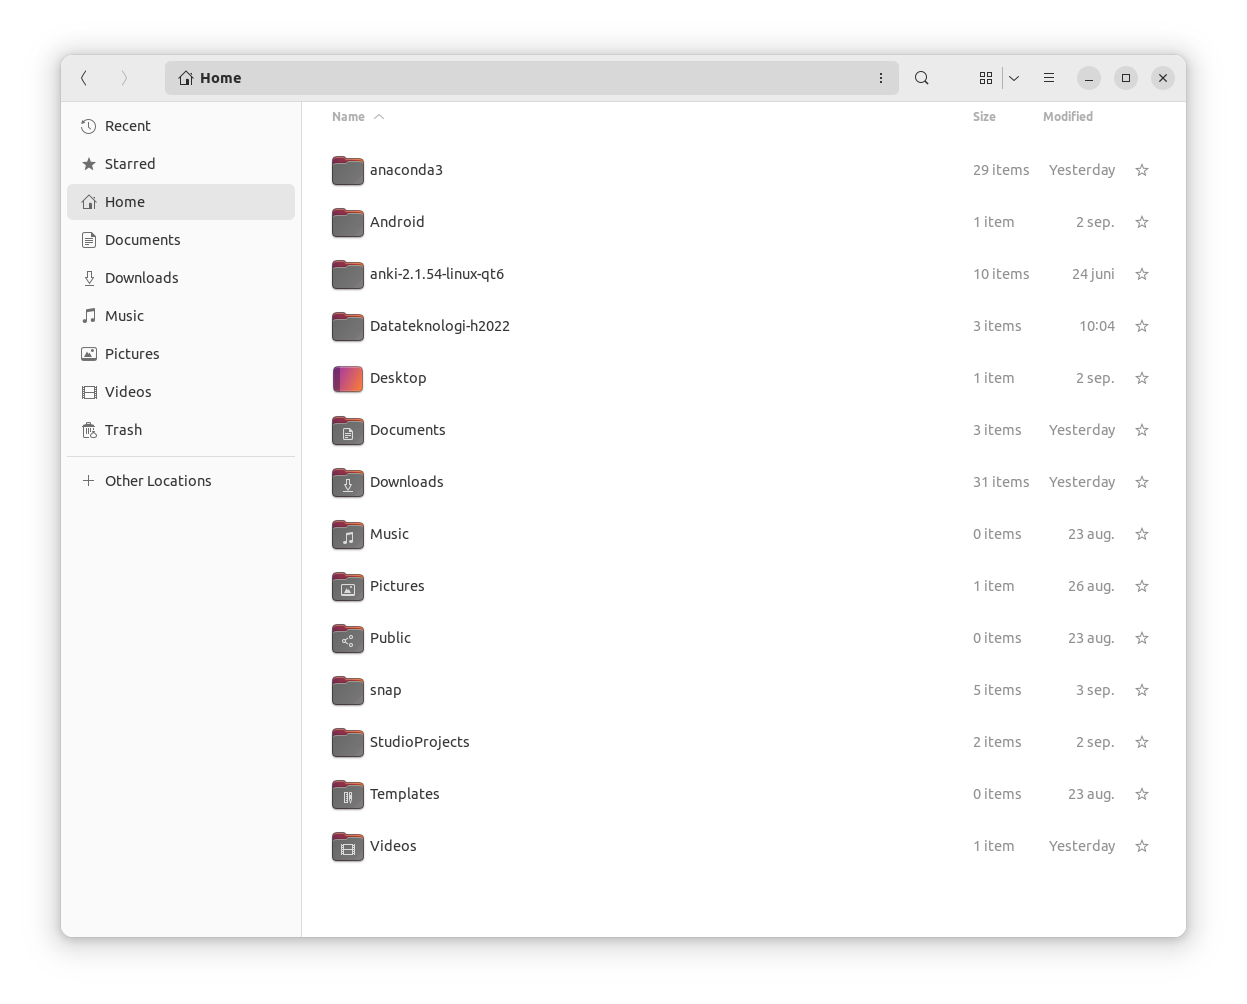 Home
Recent
Starred
Home
Documents
Downloads
Music
Pictures
Videos
Trash
Other Locations
Name Size Modified
anaconda3 29 items Yesterday
Android 1 item 2 sep.
anki-2.1.54-linux-qt6 10 items 24 juni
Datateknologi-h2022 3 items 10:04
Desktop 1 item 2 sep.
Documents 3 items Yesterday
Downloads 31 items Yesterday
Music 0 items 23 aug.
Pictures 1 item 26 aug.
Public 0 items 23 aug.
snap 5 items 3 sep.
StudioProjects 2 items 2 sep.
Templates 0 items 23 aug.
Videos 1 item Yesterday